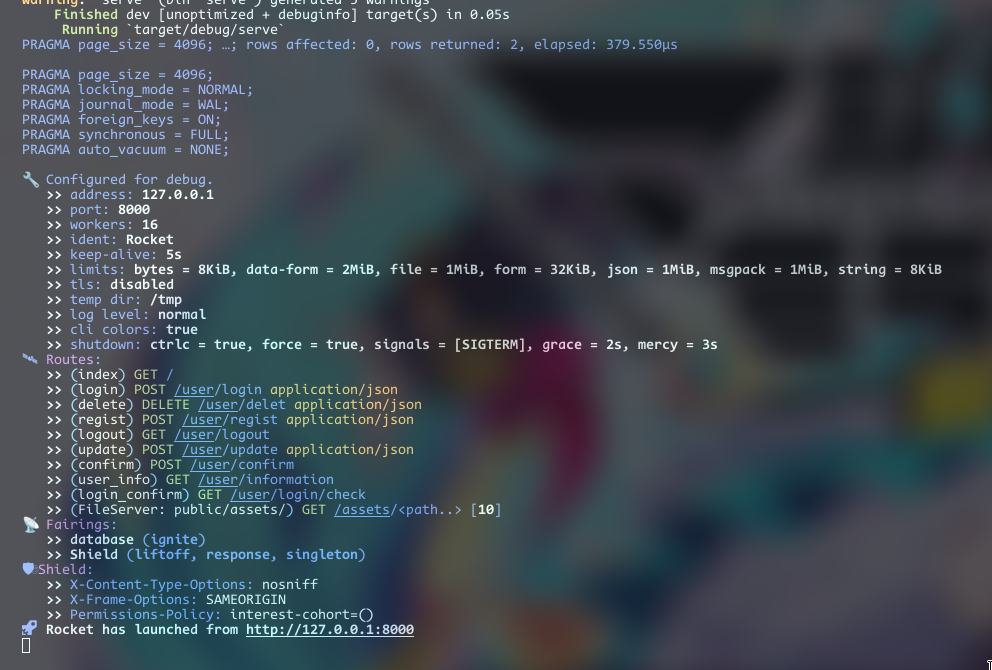 warning: `serve` (bin "serve") generated 5 warnings
Finished dev [unoptimized + debuginfo] target(s) in 0.05s
Running `target/debug/serve`
PRAGMA page_size = 4096; …; rows affected: 0, rows returned: 2, elapsed: 379.550µs
PRAGMA page_size = 4096;
PRAGMA locking_mode = NORMAL;
PRAGMA journal_mode = WAL;
PRAGMA foreign_keys = ON;
PRAGMA synchronous = FULL;
PRAGMA auto_vacuum = NONE;
🔧 Configured for debug.
>> address: 127.0.0.1
>> port: 8000
>> workers: 16
>> ident: Rocket
>> keep-alive: 5s
>> limits: bytes = 8KiB, data-form = 2MiB, file = 1MiB, form = 32KiB, json = 1MiB, msgpack = 1MiB, string = 8KiB
>> tls: disabled
>> temp dir: /tmp
>> log level: normal
>> cli colors: true
>> shutdown: ctrlc = true, force = true, signals = [SIGTERM], grace = 2s, mercy = 3s
🛰 Routes:
>> (index) GET /
>> (login) POST /user/login application/json
>> (delete) DELETE /user/delet application/json
>> (regist) POST /user/regist application/json
>> (logout) GET /user/logout
>> (update) POST /user/update application/json
>> (confirm) POST /user/confirm
>> (user_info) GET /user/information
>> (login_confirm) GET /user/login/check
>> (FileServer: public/assets/) GET /assets/<path..> [10]
📡 Fairings:
>> database (ignite)
>> Shield (liftoff, response, singleton)
🛡Shield:
>> X-Content-Type-Options: nosniff
>> X-Frame-Options: SAMEORIGIN
>> Permissions-Policy: interest-cohort=()
🚀 Rocket has launched from http://127.0.0.1:8000